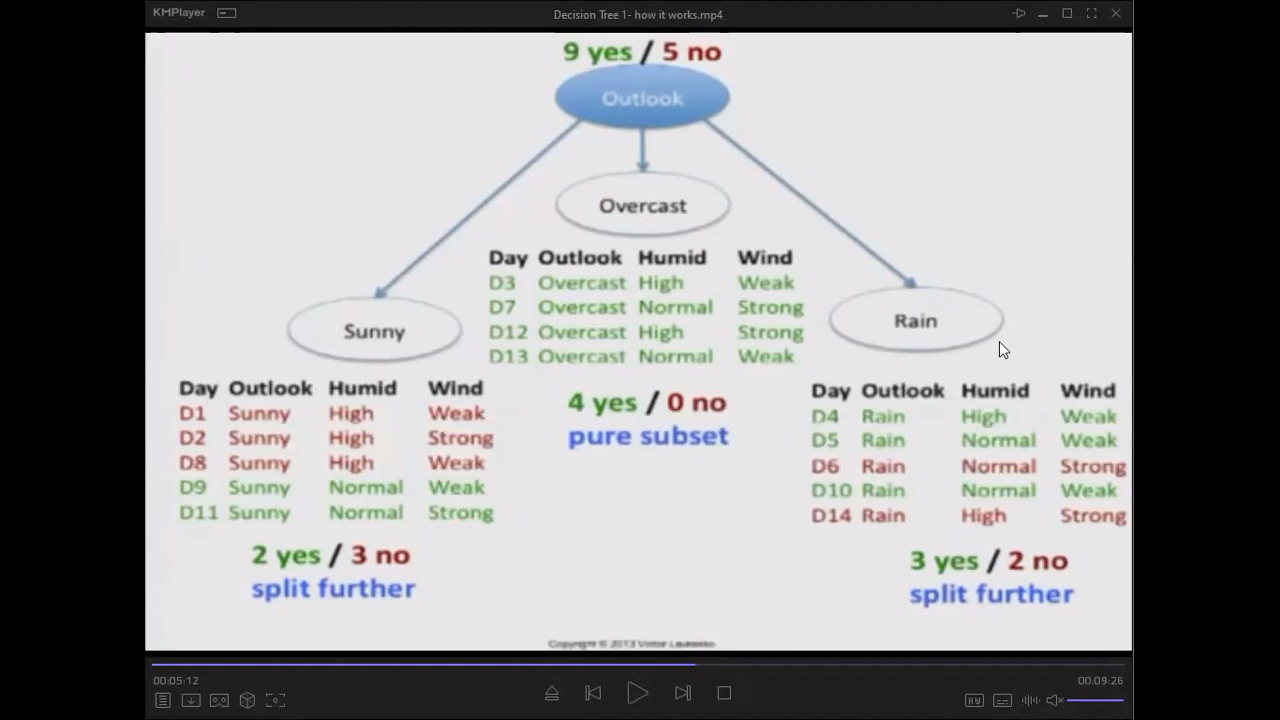 KMPlayer
Decision Tree 1- how it works.mp4
9 yes / 5 no
Outlook
Overcast
Day Outlook Humid Wind
D3 Overcast High Weak
D7 Overcast Normal Strong
D12 Overcast High Strong
D13 Overcast Normal Weak
4 yes / 0 no
pure subset
Sunny
Day Outlook Humid Wind
D1 Sunny High Weak
D2 Sunny High Strong
D8 Sunny High Weak
D9 Sunny Normal Weak
D11 Sunny Normal Strong
2 yes / 3 no
split further
Rain
Day Outlook Humid Wind
D4 Rain High Weak
D5 Rain Normal Weak
D6 Rain Normal Strong
D10 Rain Normal Weak
D14 Rain High Strong
3 yes / 2 no
split further
Copyright © 2013 Victor Lavrenko
00:05:12
00:09:26
HW